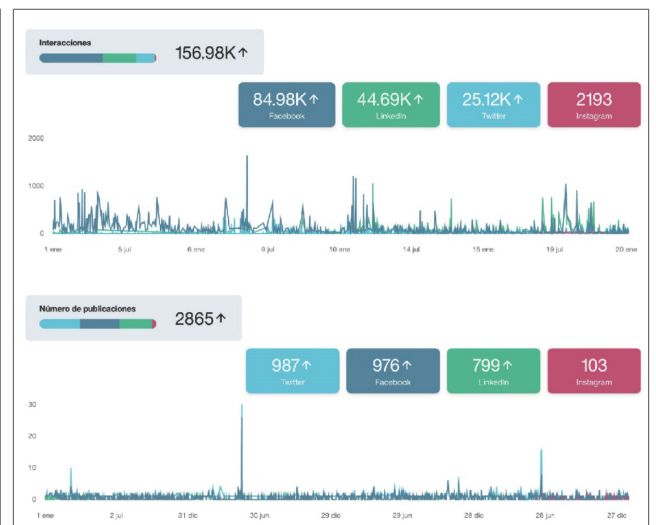 Interacciones
156.98K↑
84.98K↑
Facebook
44.69K↑
LinkedIn
25.12K↑
Twitter
2193
Instagram
2000
1000
0
1 ene
5 jul
6 ene
9 jul
10 ene
14 jul
15 ene
19 jul
20 ene
Número de publicaciones
2865↑
987↑
Twitter
976↑
Facebook
799↑
LinkedIn
103
Instagram
30
20
10
0
1 ene
2 jul
31 dic
30 jun
29 dic
29 jun
28 dic
26 jun
27 dic